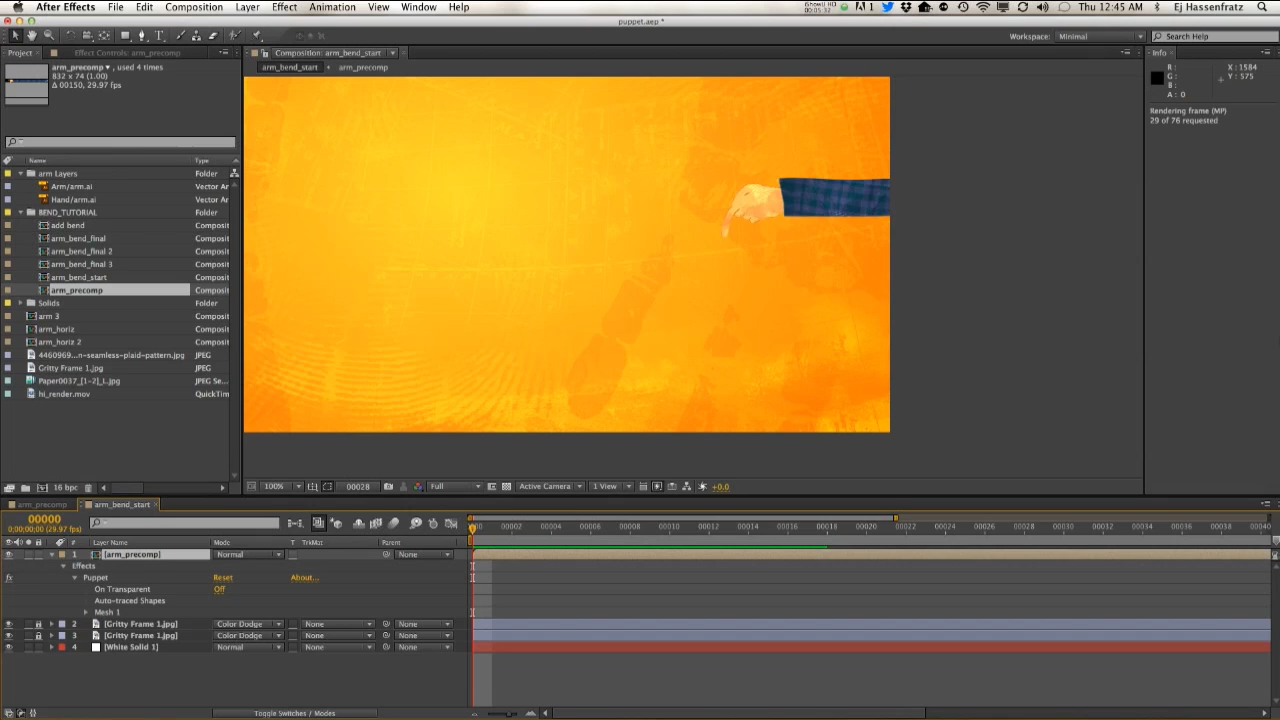 After Effects File Edit Composition Layer Effect Animation View Window Help Thu 12:45 AM Ej Hassenfratz
puppet.aep *
Workspace: Minimal Search Help
Project Effect Controls: arm_precomp Composition: arm_bend_start Info
arm_bend_start arm_precomp
arm_precomp , used 4 times
832 x 74 (1.00)
Δ 00150, 29.97 fps
R :
G :
B :
A : 0
X : 1584
Y : 575
Rendering frame (MP)
29 of 76 requested
Name Type
arm Layers Folder
Arm/arm.ai Vector Ar
Hand/arm.ai Vector Ar
BEND_TUTORIAL Folder
add bend Composit
arm_bend_final Composit
arm_bend_final 2 Composit
arm_bend_final 3 Composit
arm_bend_start Composit
arm_precomp Composit
Solids Folder
arm 3 Composit
arm_horiz Composit
arm_horiz 2 Composit
4460969...n-seamless-plaid-pattern.jpg JPEG
Gritty Frame 1.jpg JPEG
Paper0037_[1-2]_L.jpg JPEG Se...
hi_render.mov QuickTim
16 bpc
100% 00028 Full Active Camera 1 View +0.0
arm_precomp arm_bend_start
00000
0;00;00;00 (29.97 fps)
00 00002 00004 00006 00008 00010 00012 00014 00016 00018 00020 00022 00024 00026 00028 00030 00032 00034 00036 00038 00040
# Layer Name Mode T TrkMat Parent
1 [arm_precomp] Normal None
Effects
fx Puppet Reset About...
On Transparent Off
Auto-traced Shapes
Mesh 1
2 [Gritty Frame 1.jpg] Color Dodge None None
3 [Gritty Frame 1.jpg] Color Dodge None None
4 [White Solid 1] Normal None None
Toggle Switches / Modes